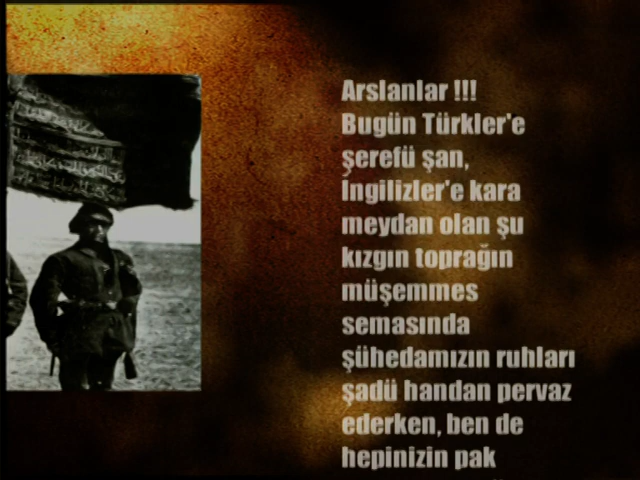 Arslanlar !!!
Bugün Türkler'e
şerefü şan,
Ingilizler'e kara
meydan olan şu
kızgın toprağın
müşemmes
semasında
şühedamızın ruhları
şadü handan pervaz
ederken, ben de
hepinizin pak